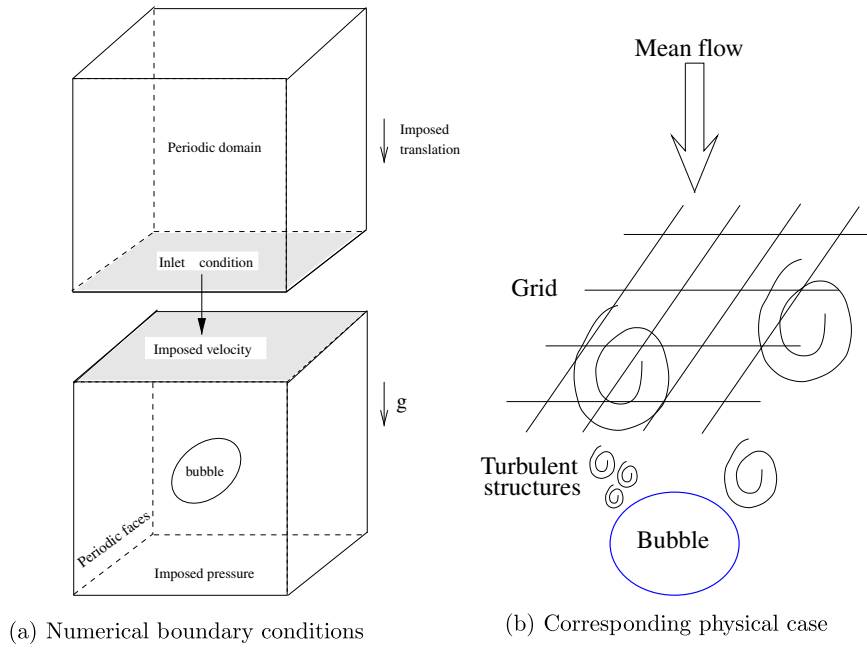 Periodic domain
Imposed
translation
Inlet condition
Imposed velocity
g
bubble
Periodic faces
Imposed pressure
(a) Numerical boundary conditions
Mean flow
Grid
Turbulent
structures
Bubble
(b) Corresponding physical case